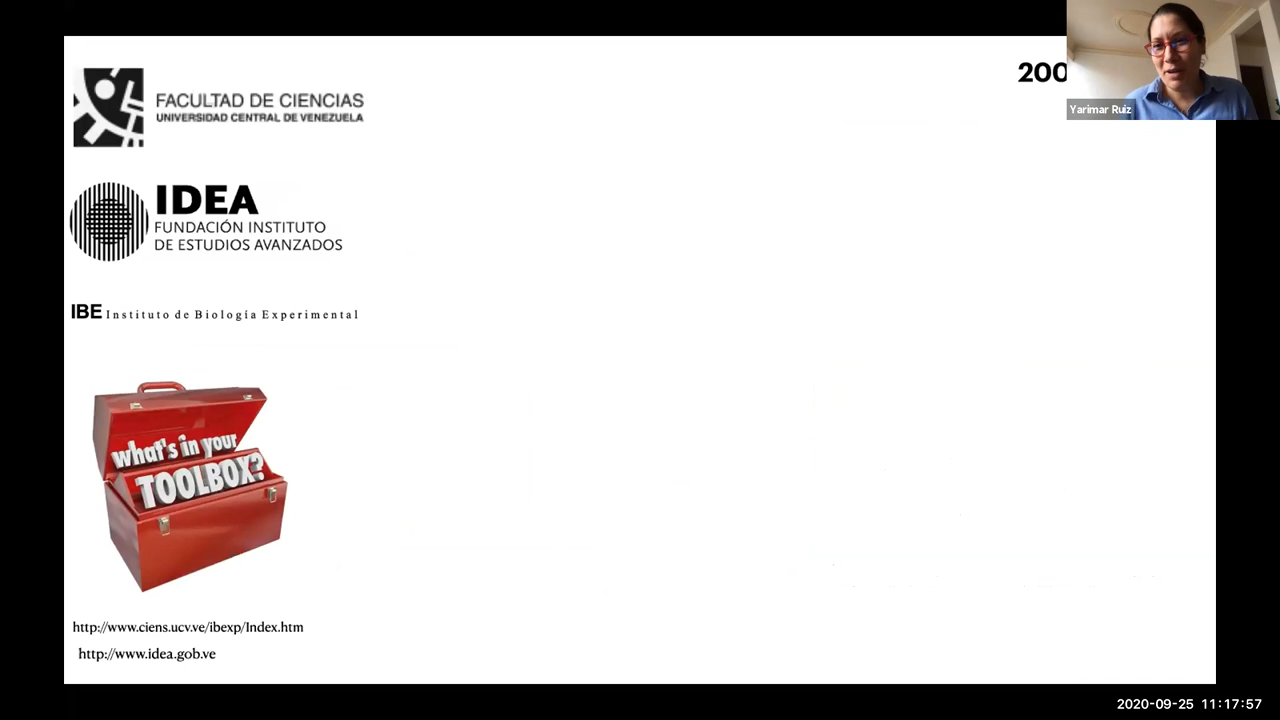 200
Yarimar Ruiz
FACULTAD DE CIENCIAS
UNIVERSIDAD CENTRAL DE VENEZUELA
IDEA
FUNDACIÓN INSTITUTO
DE ESTUDIOS AVANZADOS
IBE Instituto de Biología Experimental
what's in your
TOOLBOX?
http://www.ciens.ucv.ve/ibexp/Index.htm
http://www.idea.gob.ve
2020-09-25 11:17:57